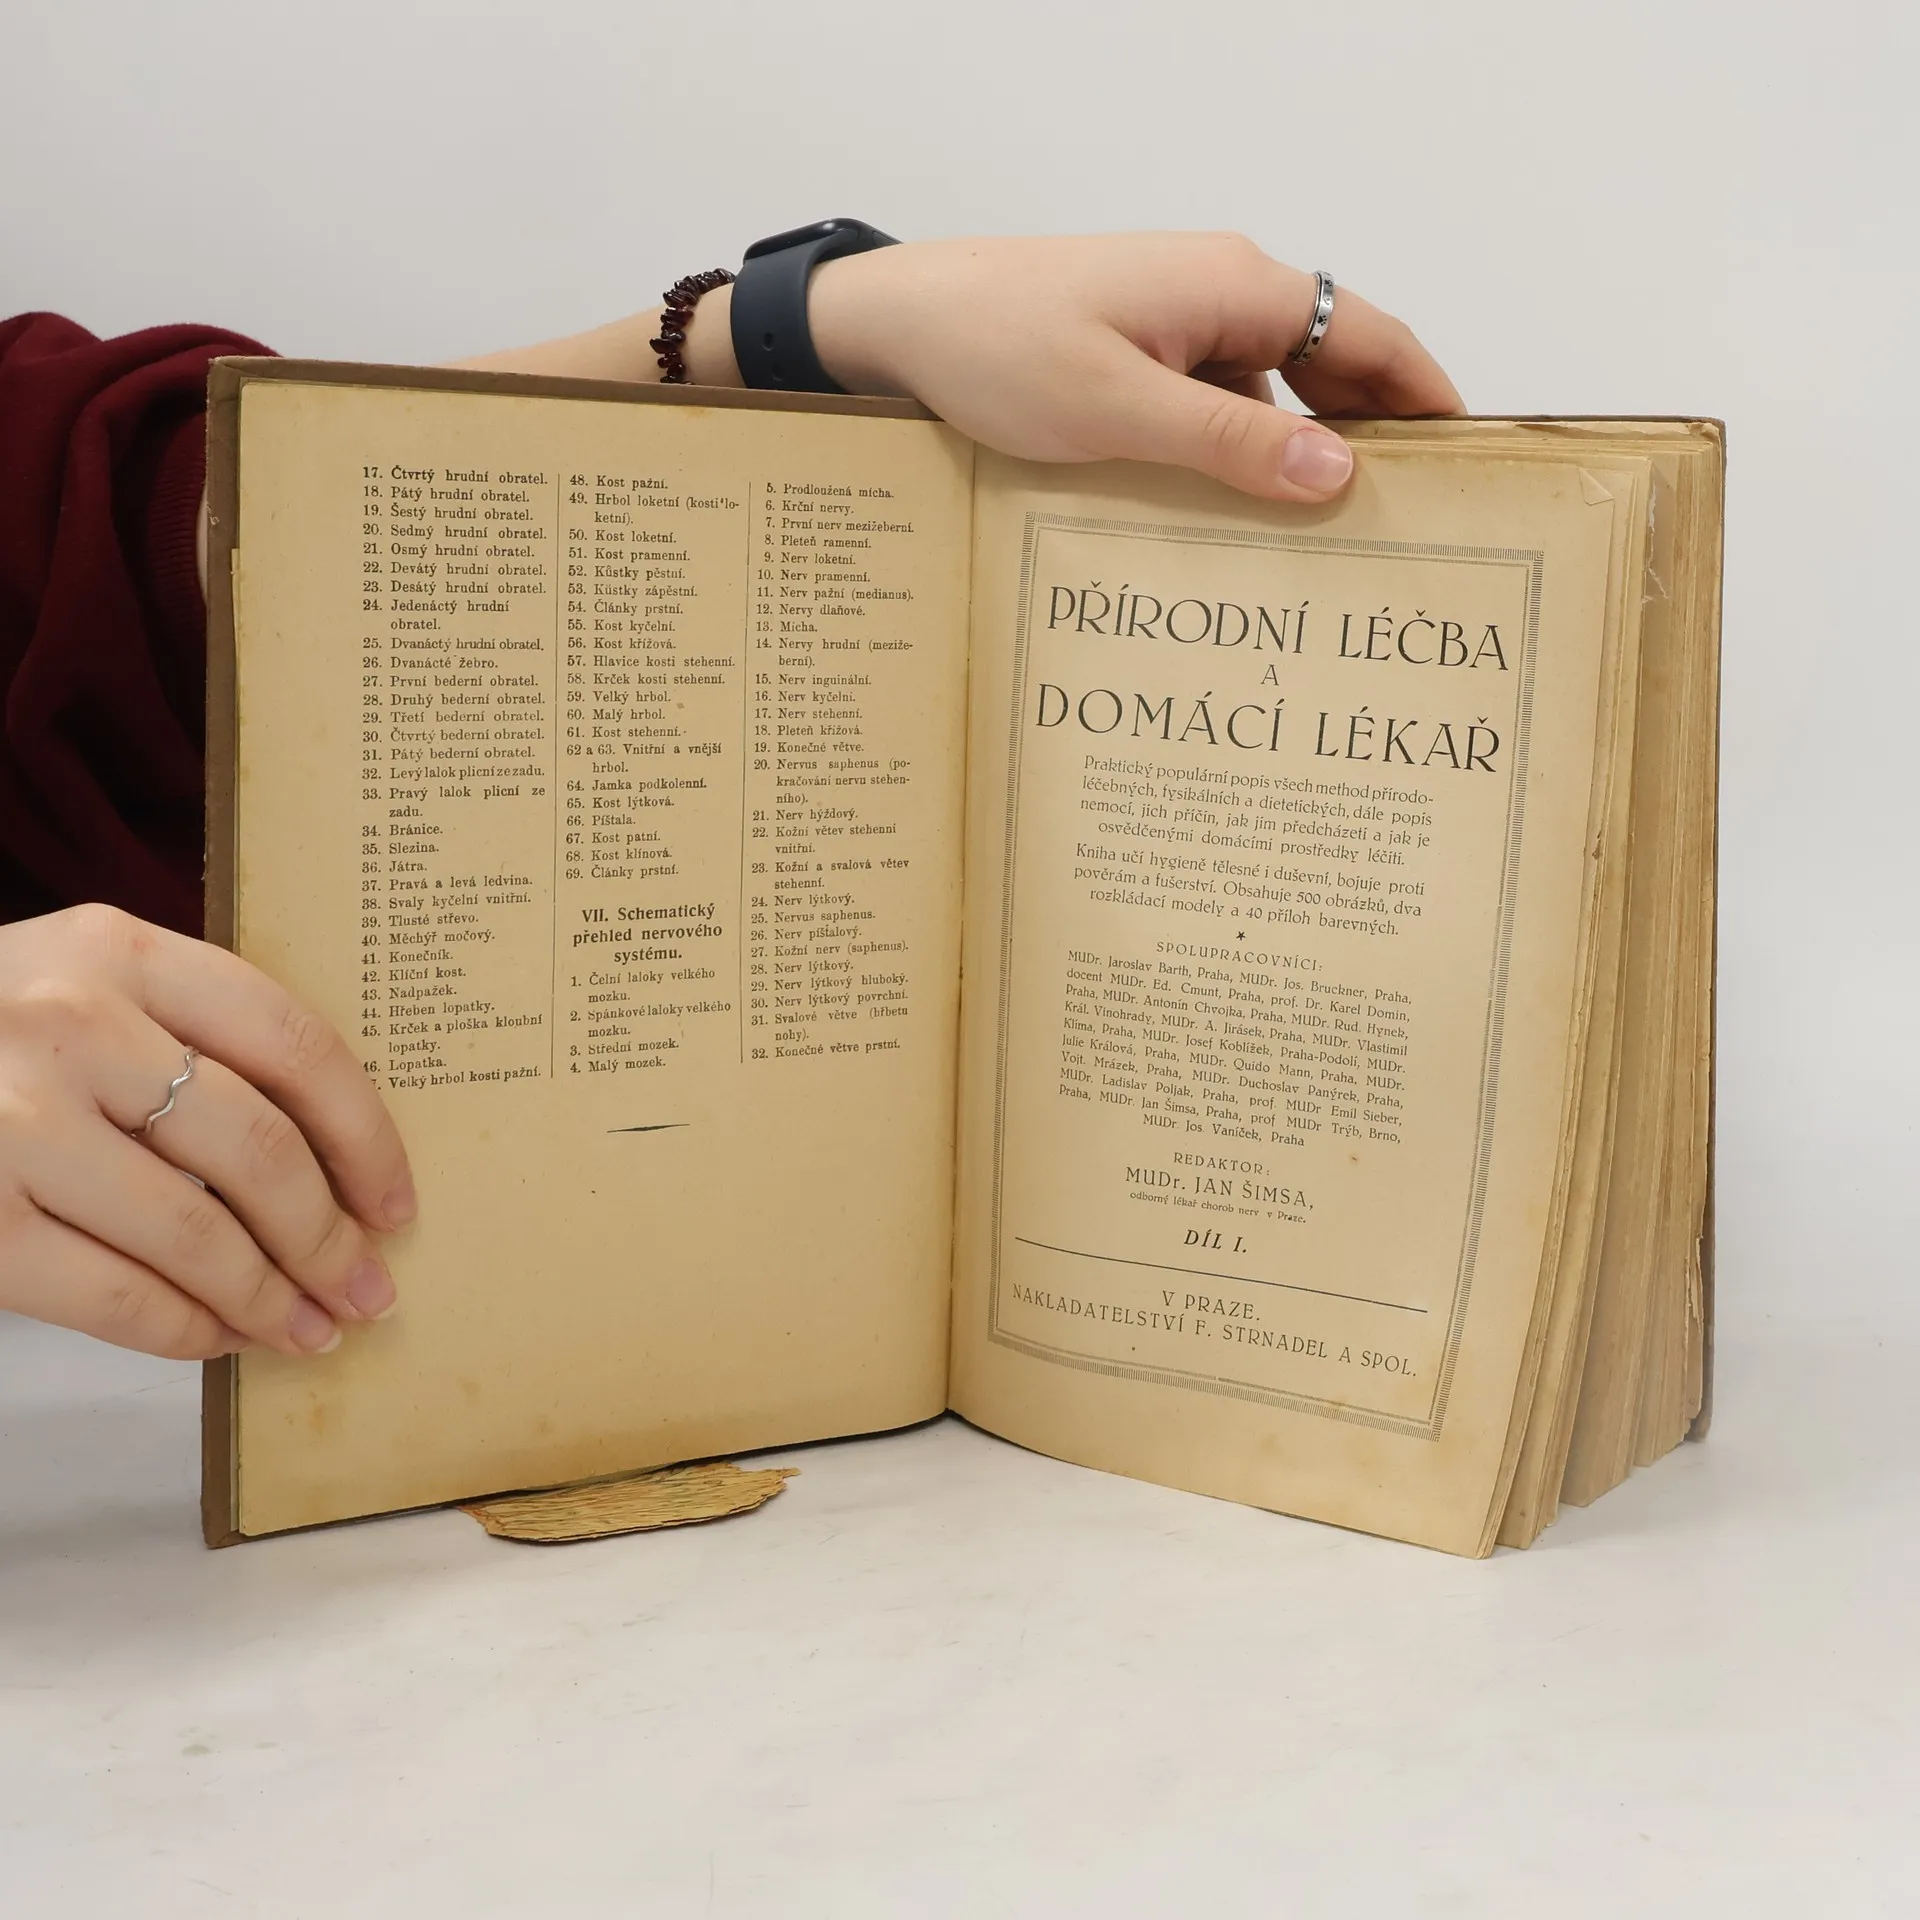 17. Čtvrtý hrudní obratel.
18. Pátý hrudní obratel.
19. Šestý hrudní obratel.
20. Sedmý hrudní obratel.
21. Osmý hrudní obratel.
22. Devátý hrudní obratel.
23. Desátý hrudní obratel.
24. Jedenáctý hrudní
obratel.
25. Dvanáctý hrudní obratel.
26. Dvanácté žebro.
27. První bederní obratel.
28. Druhý bederní obratel.
29. Třetí bederní obratel.
30. Čtvrtý bederní obratel.
31. Pátý bederní obratel.
32. Levý lalok plicní ze zadu.
33. Pravý lalok plicní ze
zadu.
34. Bránice.
35. Slezina.
36. Játra.
37. Pravá a levá ledvina.
38. Svaly kyčelní vnitřní.
39. Tlusté střevo.
40. Měchýř močový.
41. Konečník.
42. Klíční kost.
43. Nadpažek.
44. Hřeben lopatky.
45. Krček a ploška kloubní
lopatky.
46. Lopatka.
7. Velký hrbol kosti pažní.
48. Kost pažní.
49. Hrbol loketní (kosti lo-
ketní).
50. Kost loketní.
51. Kost pramenní.
52. Kůstky pěstní.
53. Kůstky zápěstní.
54. Články prstní.
55. Kost kyčelní.
56. Kost křížová.
57. Hlavice kosti stehenní.
58. Krček kosti stehenní.
59. Velký hrbol.
60. Malý hrbol.
61. Kost stehenní.
62 a 63. Vnitřní a vnější
hrbol.
64. Jamka podkolenní.
65. Kost lýtková.
66. Píšťala.
67. Kost patní.
68. Kost klínová.
69. Články prstní.
VII. Schematický
přehled nervového
systému.
1. Čelní laloky velkého
mozku.
2. Spánkové laloky velkého
mozku.
3. Střední mozek.
4. Malý mozek.
5. Prodloužená mícha.
6. Krční nervy.
7. První nerv mezižeberní.
8. Pleteň ramenní.
9. Nerv loketní.
10. Nerv pramenní.
11. Nerv pažní (medianus).
12. Nervy dlaňové.
13. Mícha.
14. Nervy hrudní (meziže-
berní).
15. Nerv inguinální.
16. Nerv kyčelní.
17. Nerv stehenní.
18. Pleteň křížová.
19. Konečné větve.
20. Nervus saphenus (po-
kračování nervu stehen-
ního).
21. Nerv hýžďový.
22. Kožní větev stehenní
vnitřní.
23. Kožní a svalová větev
stehenní.
24. Nerv lýtkový.
25. Nervus saphenus.
26. Nerv píšťalový.
27. Kožní nerv (saphenus).
28. Nerv lýtkový.
29. Nerv lýtkový hluboký.
30. Nerv lýtkový povrchní.
31. Svalové větve (hřbetu
nohy).
32. Konečné větve prstní.
PŘÍRODNÍ LÉČBA
A
DOMÁCÍ LÉKAŘ
Praktický populární popis všech method přírodo-
léčebných, fysikálních a dietetických, dále popis
nemocí, jich příčin, jak jim předcházeti a jak je
osvědčenými domácími prostředky léčiti.
Kniha učí hygieně tělesné i duševní, bojuje proti
pověrám a fušerství. Obsahuje 500 obrázků, dva
rozkládací modely a 40 příloh barevných.
SPOLUPRACOVNÍCI:
MUDr. Jaroslav Barth, Praha, MUDr. Jos. Bruckner, Praha,
docent MUDr. Ed. Cmunt, Praha, prof. Dr. Karel Domin,
Praha, MUDr. Antonín Chvojka, Praha, MUDr. Rud. Hynek,
Král. Vinohrady, MUDr. A. Jirásek, Praha, MUDr. Vlastimil
Klíma, Praha, MUDr. Josef Koblížek, Praha-Podolí, MUDr.
Julie Králová, Praha, MUDr. Quido Mann, Praha, MUDr.
Vojt. Mrázek, Praha, MUDr. Duchoslav Panýrek, Praha,
MUDr. Ladislav Poljak, Praha, prof. MUDr Emil Sieber,
Praha, MUDr. Jan Šimsa, Praha, prof MUDr Trýb, Brno,
MUDr. Jos. Vaníček, Praha
REDAKTOR:
MUDr. JAN ŠIMSA,
odborný lékař chorob nerv v Praze.
DÍL I.
V PRAZE.
NAKLADATELSTVÍ F. STRNADEL A SPOL.